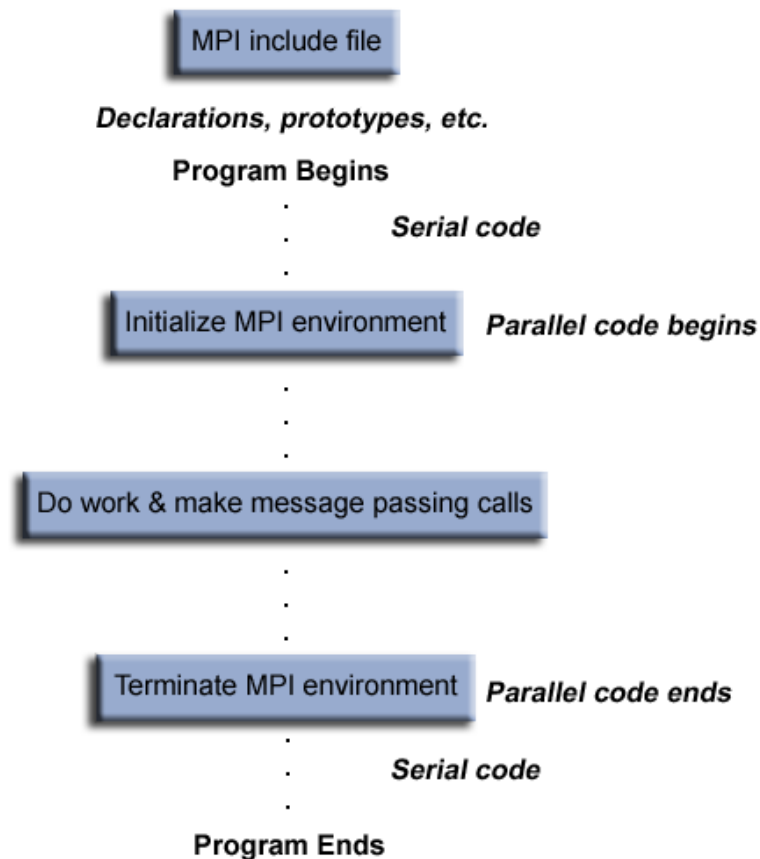 MPI include file
Declarations, prototypes, etc.
Program Begins
Serial code
Initialize MPI environment
Parallel code begins
Do work & make message passing calls
Terminate MPI environment
Parallel code ends
Serial code
Program Ends